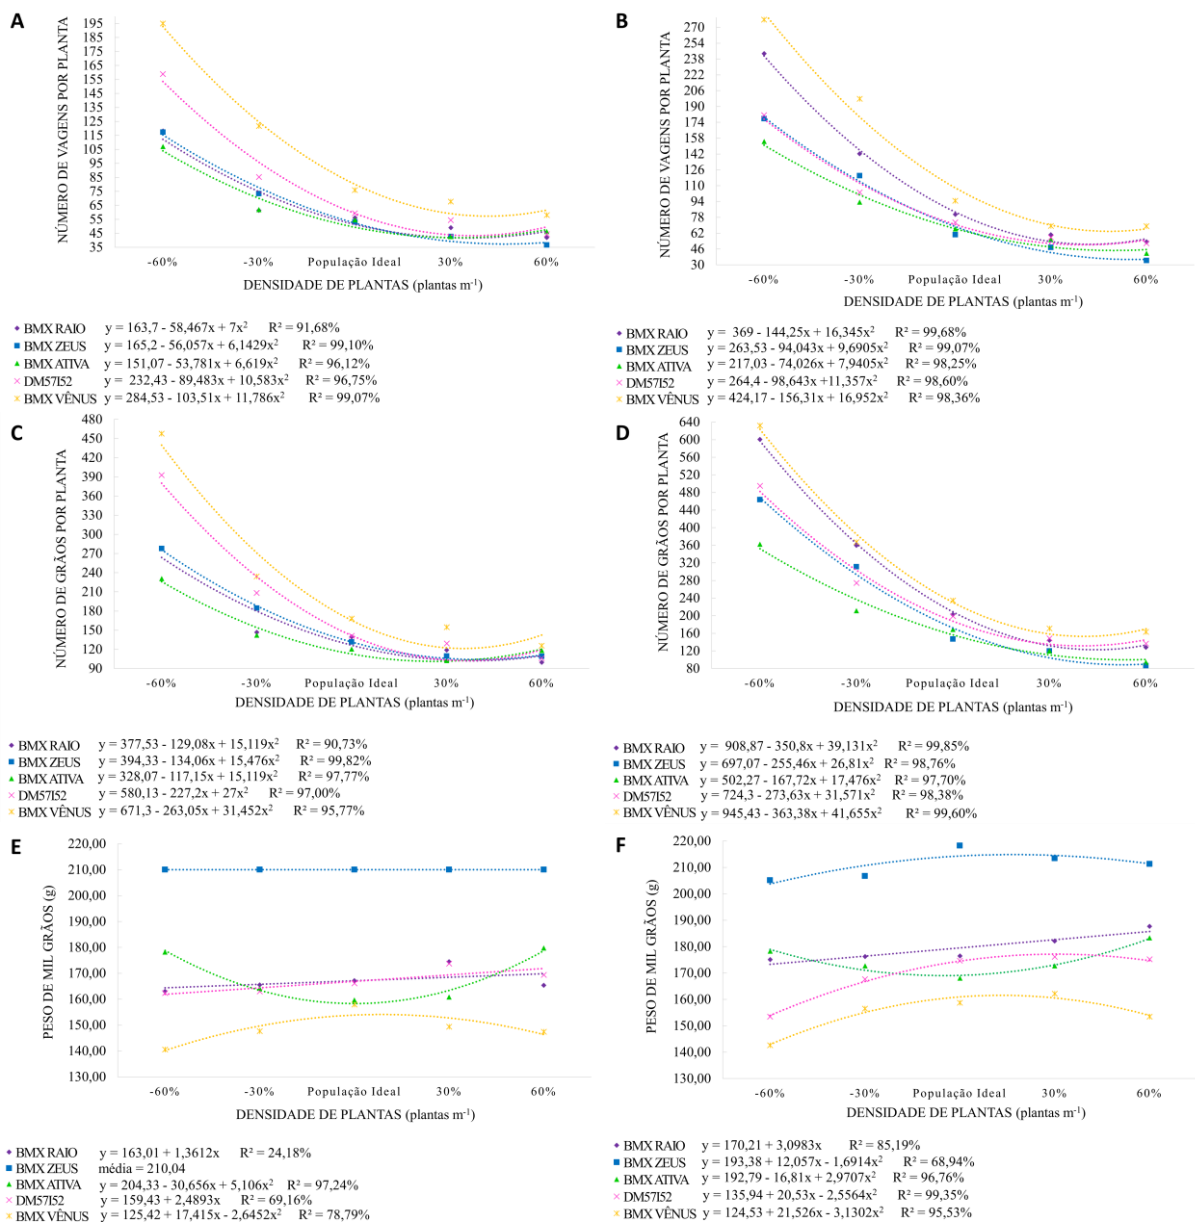 A
NÚMERO DE VAGENS POR PLANTA
195
175
155
135
115
95
75
55
35
-60% -30% População Ideal 30% 60%
DENSIDADE DE PLANTAS (plantas m⁻¹)
BMX RAIO y = 163,7 - 58,467x + 7x² R² = 91,68%
BMX ZEUS y = 165,2 - 56,057x + 6,1429x² R² = 99,10%
BMX ATIVA y = 151,07 - 53,781x + 6,619x² R² = 96,12%
DM57I52 y = 232,43 - 89,483x + 10,583x² R² = 96,75%
BMX VÊNUS y = 284,53 - 103,51x + 11,786x² R² = 99,07%
B
NÚMERO DE VAGENS POR PLANTA
270
254
238
222
206
190
174
158
142
126
110
94
78
62
46
30
-60% -30% População Ideal 30% 60%
DENSIDADE DE PLANTAS (plantas m⁻¹)
BMX RAIO y = 369 - 144,25x + 16,345x² R² = 99,68%
BMX ZEUS y = 263,53 - 94,043x + 9,6905x² R² = 99,07%
BMX ATIVA y = 217,03 - 74,026x + 7,9405x² R² = 98,25%
DM57I52 y = 264,4 - 98,643x +11,357x² R² = 98,60%
BMX VÊNUS y = 424,17 - 156,31x + 16,952x² R² = 98,36%
C
NÚMERO DE GRÃOS POR PLANTA
480
450
420
390
360
330
300
270
240
210
180
150
120
90
-60% -30% População Ideal 30% 60%
DENSIDADE DE PLANTAS (plantas m⁻¹)
BMX RAIO y = 377,53 - 129,08x + 15,119x² R² = 90,73%
BMX ZEUS y = 394,33 - 134,06x + 15,476x² R² = 99,82%
BMX ATIVA y = 328,07 - 117,15x + 15,119x² R² = 97,77%
DM57I52 y = 580,13 - 227,2x + 27x² R² = 97,00%
BMX VÊNUS y = 671,3 - 263,05x + 31,452x² R² = 95,77%
D
NÚMERO DE GRÃOS POR PLANTA
640
600
560
520
480
440
400
360
320
280
240
200
160
120
80
-60% -30% População Ideal 30% 60%
DENSIDADE DE PLANTAS (plantas m⁻¹)
BMX RAIO y = 908,87 - 350,8x + 39,131x² R² = 99,85%
BMX ZEUS y = 697,07 - 255,46x + 26,81x² R² = 98,76%
BMX ATIVA y = 502,27 - 167,72x + 17,476x² R² = 97,70%
DM57I52 y = 724,3 - 273,63x + 31,571x² R² = 98,38%
BMX VÊNUS y = 945,43 - 363,38x + 41,655x² R² = 99,60%
E
PESO DE MIL GRÃOS (g)
220,00
210,00
200,00
190,00
180,00
170,00
160,00
150,00
140,00
130,00
-60% -30% População Ideal 30% 60%
DENSIDADE DE PLANTAS (plantas m⁻¹)
BMX RAIO y = 163,01 + 1,3612x R² = 24,18%
BMX ZEUS média = 210,04
BMX ATIVA y = 204,33 - 30,656x + 5,106x² R² = 97,24%
DM57I52 y = 159,43 + 2,4893x R² = 69,16%
BMX VÊNUS y = 125,42 + 17,415x - 2,6452x² R² = 78,79%
F
PESO DE MIL GRÃOS (g)
220,00
210,00
200,00
190,00
180,00
170,00
160,00
150,00
140,00
130,00
-60% -30% População Ideal 30% 60%
DENSIDADE DE PLANTAS (plantas m⁻¹)
BMX RAIO y = 170,21 + 3,0983x R² = 85,19%
BMX ZEUS y = 193,38 + 12,057x - 1,6914x² R² = 68,94%
BMX ATIVA y = 192,79 - 16,81x + 2,9707x² R² = 96,76%
DM57I52 y = 135,94 + 20,53x - 2,5564x² R² = 99,35%
BMX VÊNUS y = 124,53 + 21,526x - 3,1302x² R² = 95,53%